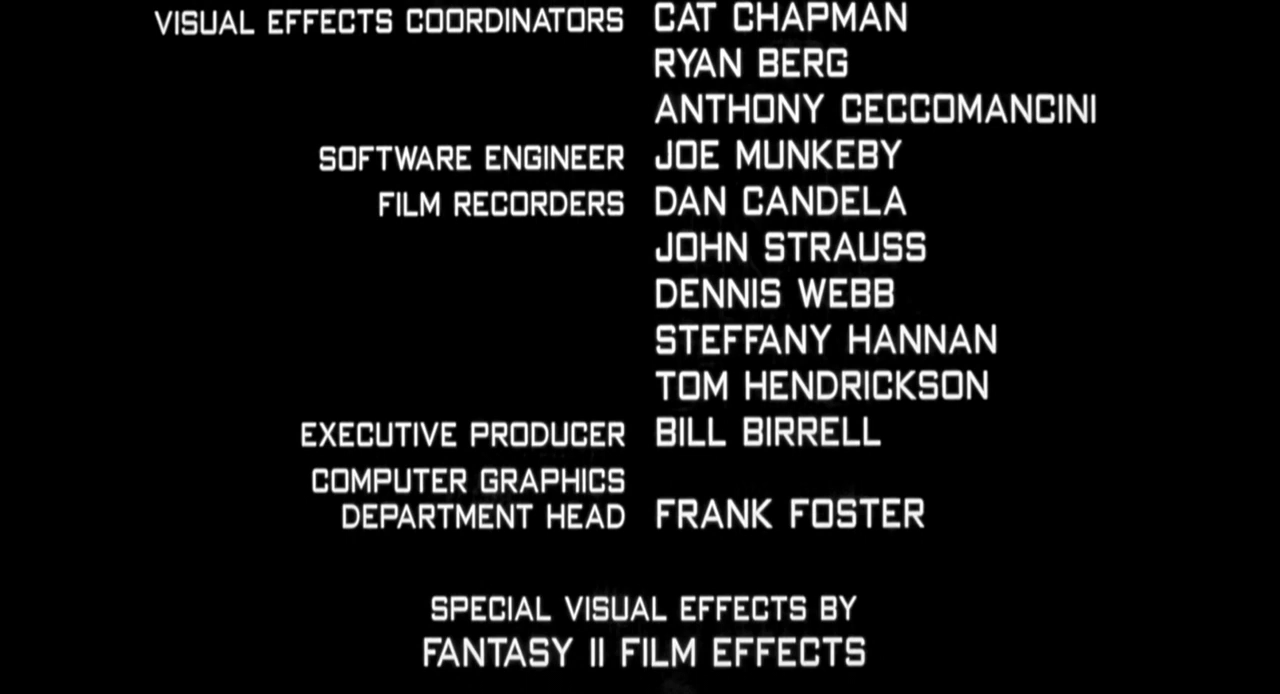 VISUAL EFFECTS COORDINATORS CAT CHAPMAN
RYAN BERG
ANTHONY CECCOMANCINI
SOFTWARE ENGINEER JOE MUNKEBY
FILM RECORDERS DAN CANDELA
JOHN STRAUSS
DENNIS WEBB
STEFFANY HANNAN
TOM HENDRICKSON
EXECUTIVE PRODUCER BILL BIRRELL
COMPUTER GRAPHICS
DEPARTMENT HEAD FRANK FOSTER
SPECIAL VISUAL EFFECTS BY
FANTASY II FILM EFFECTS